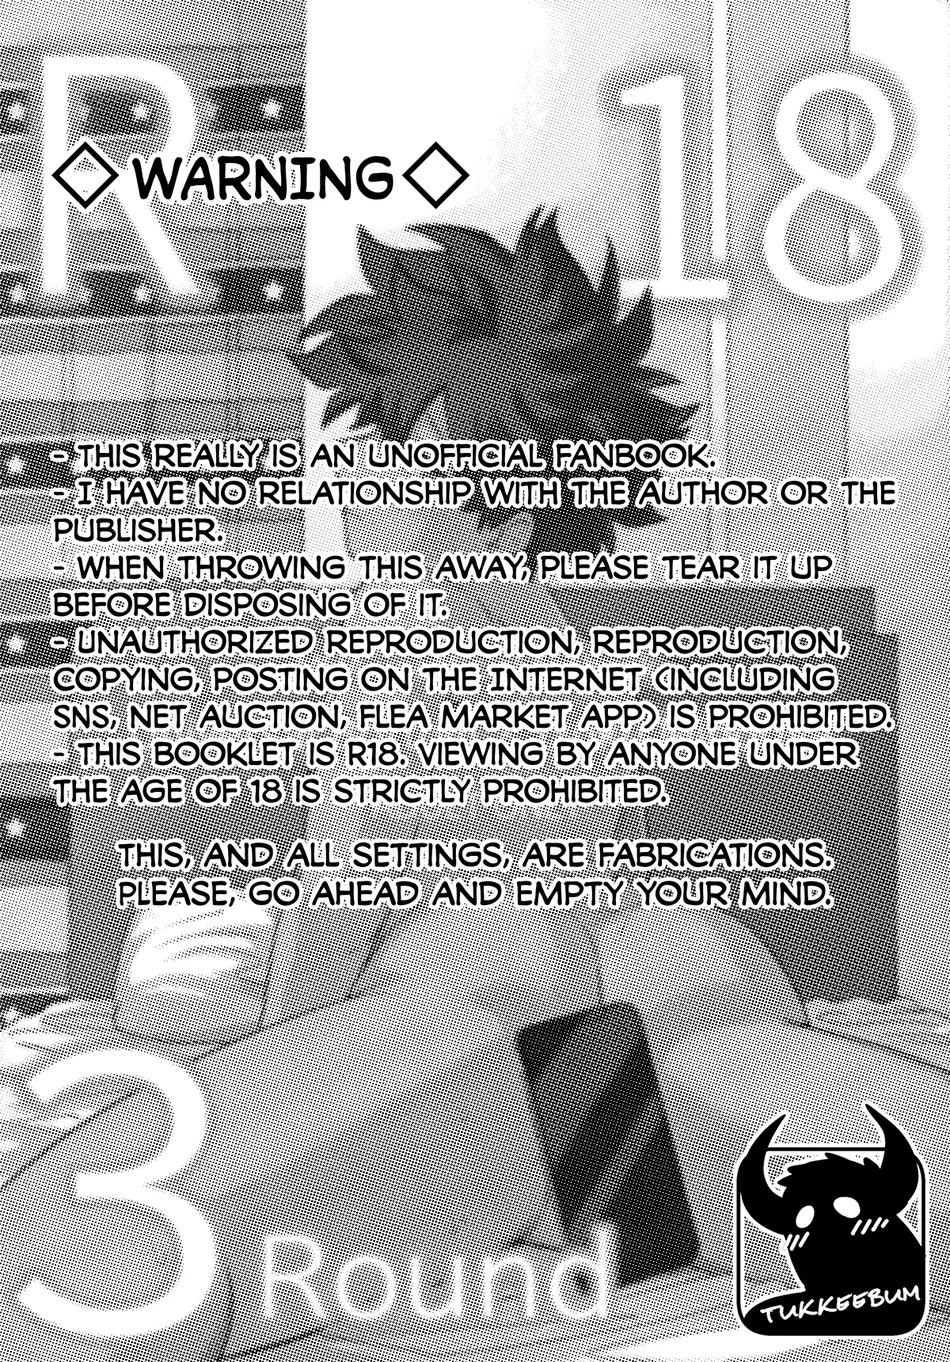 R 18
◇WARNING◇
- THIS REALLY IS AN UNOFFICIAL FANBOOK.
- I HAVE NO RELATIONSHIP WITH THE AUTHOR OR THE
PUBLISHER.
- WHEN THROWING THIS AWAY, PLEASE TEAR IT UP
BEFORE DISPOSING OF IT.
- UNAUTHORIZED REPRODUCTION, REPRODUCTION,
COPYING, POSTING ON THE INTERNET (INCLUDING
SNS, NET AUCTION, FLEA MARKET APP) IS PROHIBITED.
- THIS BOOKLET IS R18. VIEWING BY ANYONE UNDER
THE AGE OF 18 IS STRICTLY PROHIBITED.
THIS, AND ALL SETTINGS, ARE FABRICATIONS.
PLEASE, GO AHEAD AND EMPTY YOUR MIND.
3 Round
TUKKEEBUM